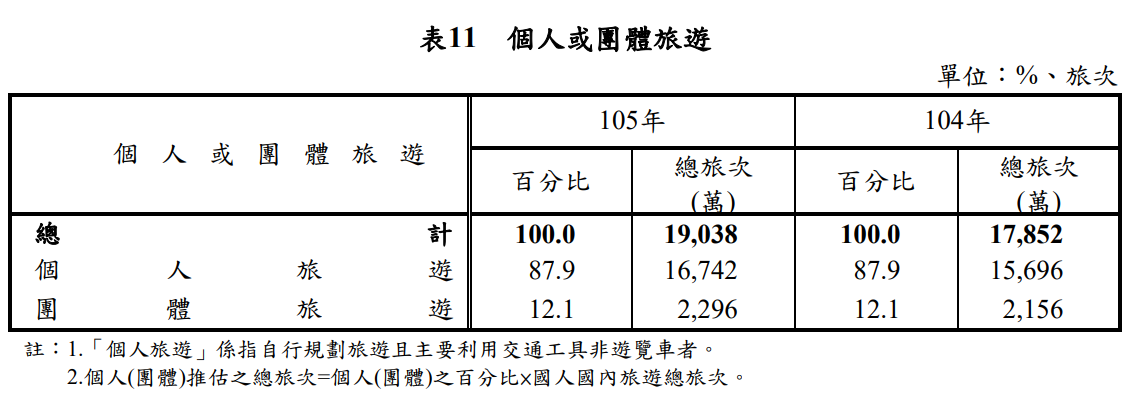 表11 個人或團體旅遊
單位：%、旅次
個人或團體旅遊 105年 104年
百分比 總旅次(萬) 百分比 總旅次(萬)
總計 100.0 19,038 100.0 17,852
個人旅遊 87.9 16,742 87.9 15,696
團體旅遊 12.1 2,296 12.1 2,156
註：1.「個人旅遊」係指自行規劃旅遊且主要利用交通工具非遊覽車者。
2.個人(團體)推估之總旅次=個人(團體)之百分比×國人國內旅遊總旅次。